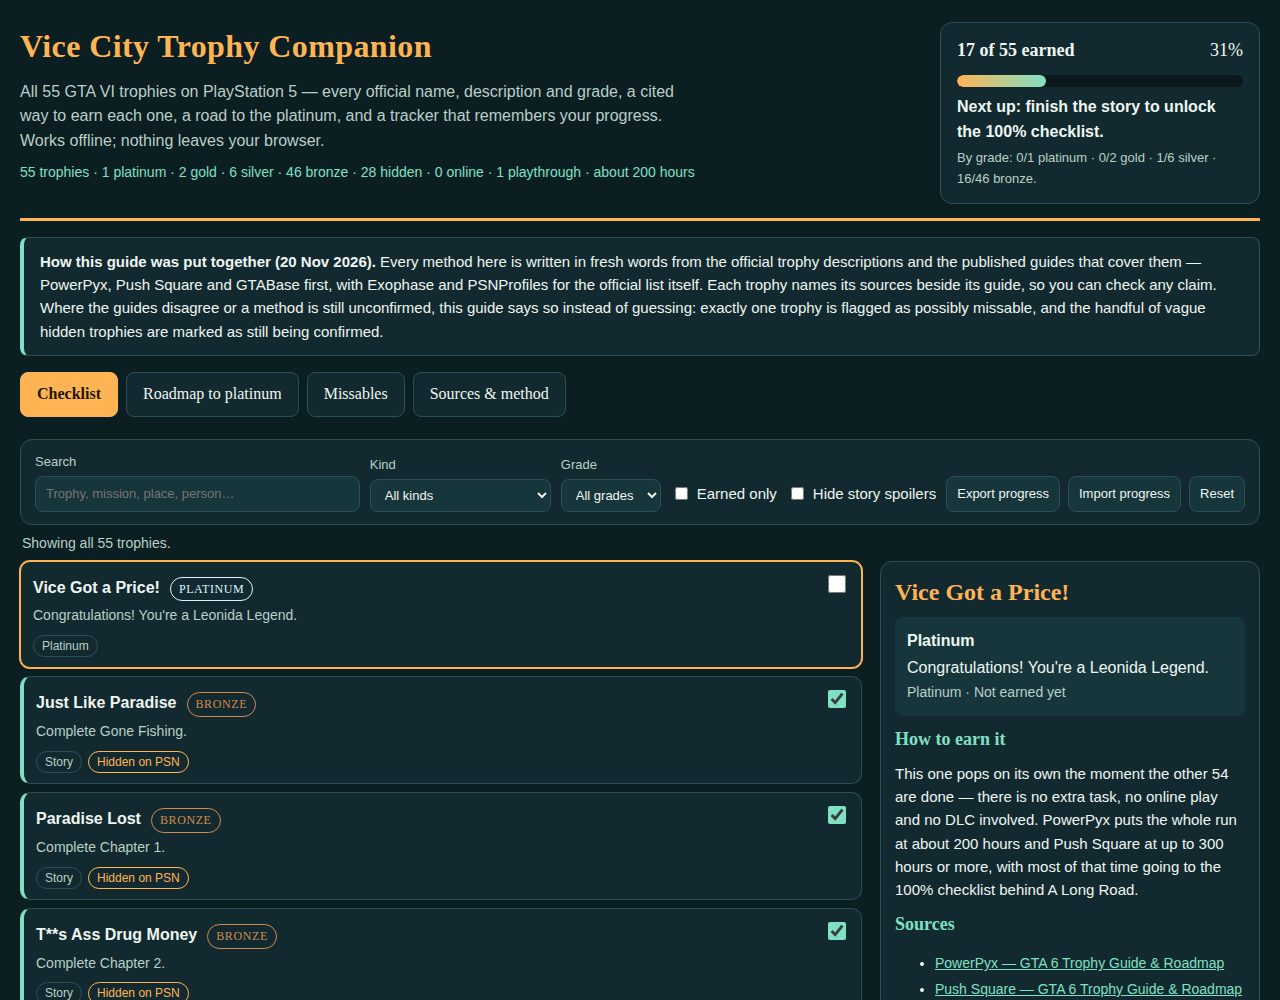 Vice City Trophy Companion
All 55 GTA VI trophies on PlayStation 5 — every official name, description and grade, a cited
way to earn each one, a road to the platinum, and a tracker that remembers your progress.
Works offline; nothing leaves your browser.
55 trophies · 1 platinum · 2 gold · 6 silver · 46 bronze · 28 hidden · 0 online · 1 playthrough · about 200 hours
17 of 55 earned 31%
Next up: finish the story to unlock
the 100% checklist.
By grade: 0/1 platinum · 0/2 gold · 1/6 silver ·
16/46 bronze.
How this guide was put together (20 Nov 2026). Every method here is written in fresh words from the official trophy descriptions and the published guides that cover them —
PowerPyx, Push Square and GTABase first, with Exophase and PSNProfiles for the official list itself. Each trophy names its sources beside its guide, so you can check any claim.
Where the guides disagree or a method is still unconfirmed, this guide says so instead of guessing: exactly one trophy is flagged as possibly missable, and the handful of vague
hidden trophies are marked as still being confirmed.
Checklist Roadmap to platinum Missables Sources & method
Search Kind Grade
Trophy, mission, place, person… All kinds All grades Earned only Hide story spoilers Export progress Import progress Reset
Showing all 55 trophies.
Vice Got a Price! PLATINUM
Congratulations! You're a Leonida Legend.
Platinum
Just Like Paradise BRONZE
Complete Gone Fishing.
Story Hidden on PSN
Paradise Lost BRONZE
Complete Chapter 1.
Story Hidden on PSN
T**s Ass Drug Money BRONZE
Complete Chapter 2.
Story Hidden on PSN
Vice Got a Price!
Platinum
Congratulations! You're a Leonida Legend.
Platinum · Not earned yet
How to earn it
This one pops on its own the moment the other 54
are done — there is no extra task, no online play
and no DLC involved. PowerPyx puts the whole run
at about 200 hours and Push Square at up to 300
hours or more, with most of that time going to the
100% checklist behind A Long Road.
Sources
PowerPyx — GTA 6 Trophy Guide & Roadmap
Push Square — GTA 6 Trophy Guide & Roadmap